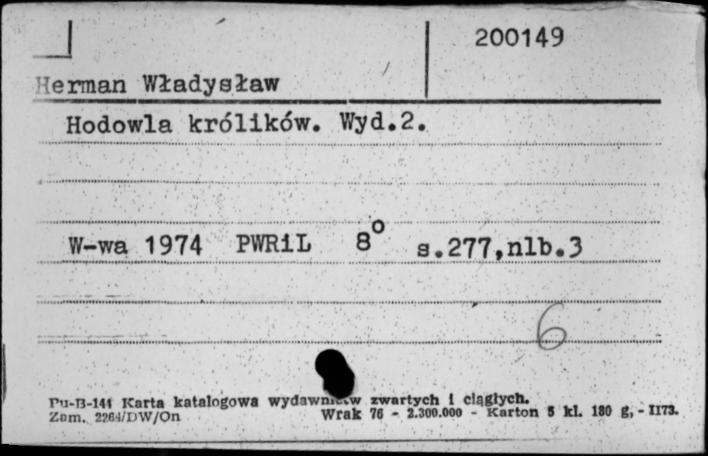 200149
Herman Władysław
Hodowla królików. Wyd.2.
W-wa 1974 PWRiL 8º s.277,nlb.3
6
Pu-B-141 Karta katalogowa wydawnictw zwartych i ciągłych.
Zam. 2264/DW/On Wrak 76 - 2.300.000 - Karton 5 kl. 180 g, - II73.